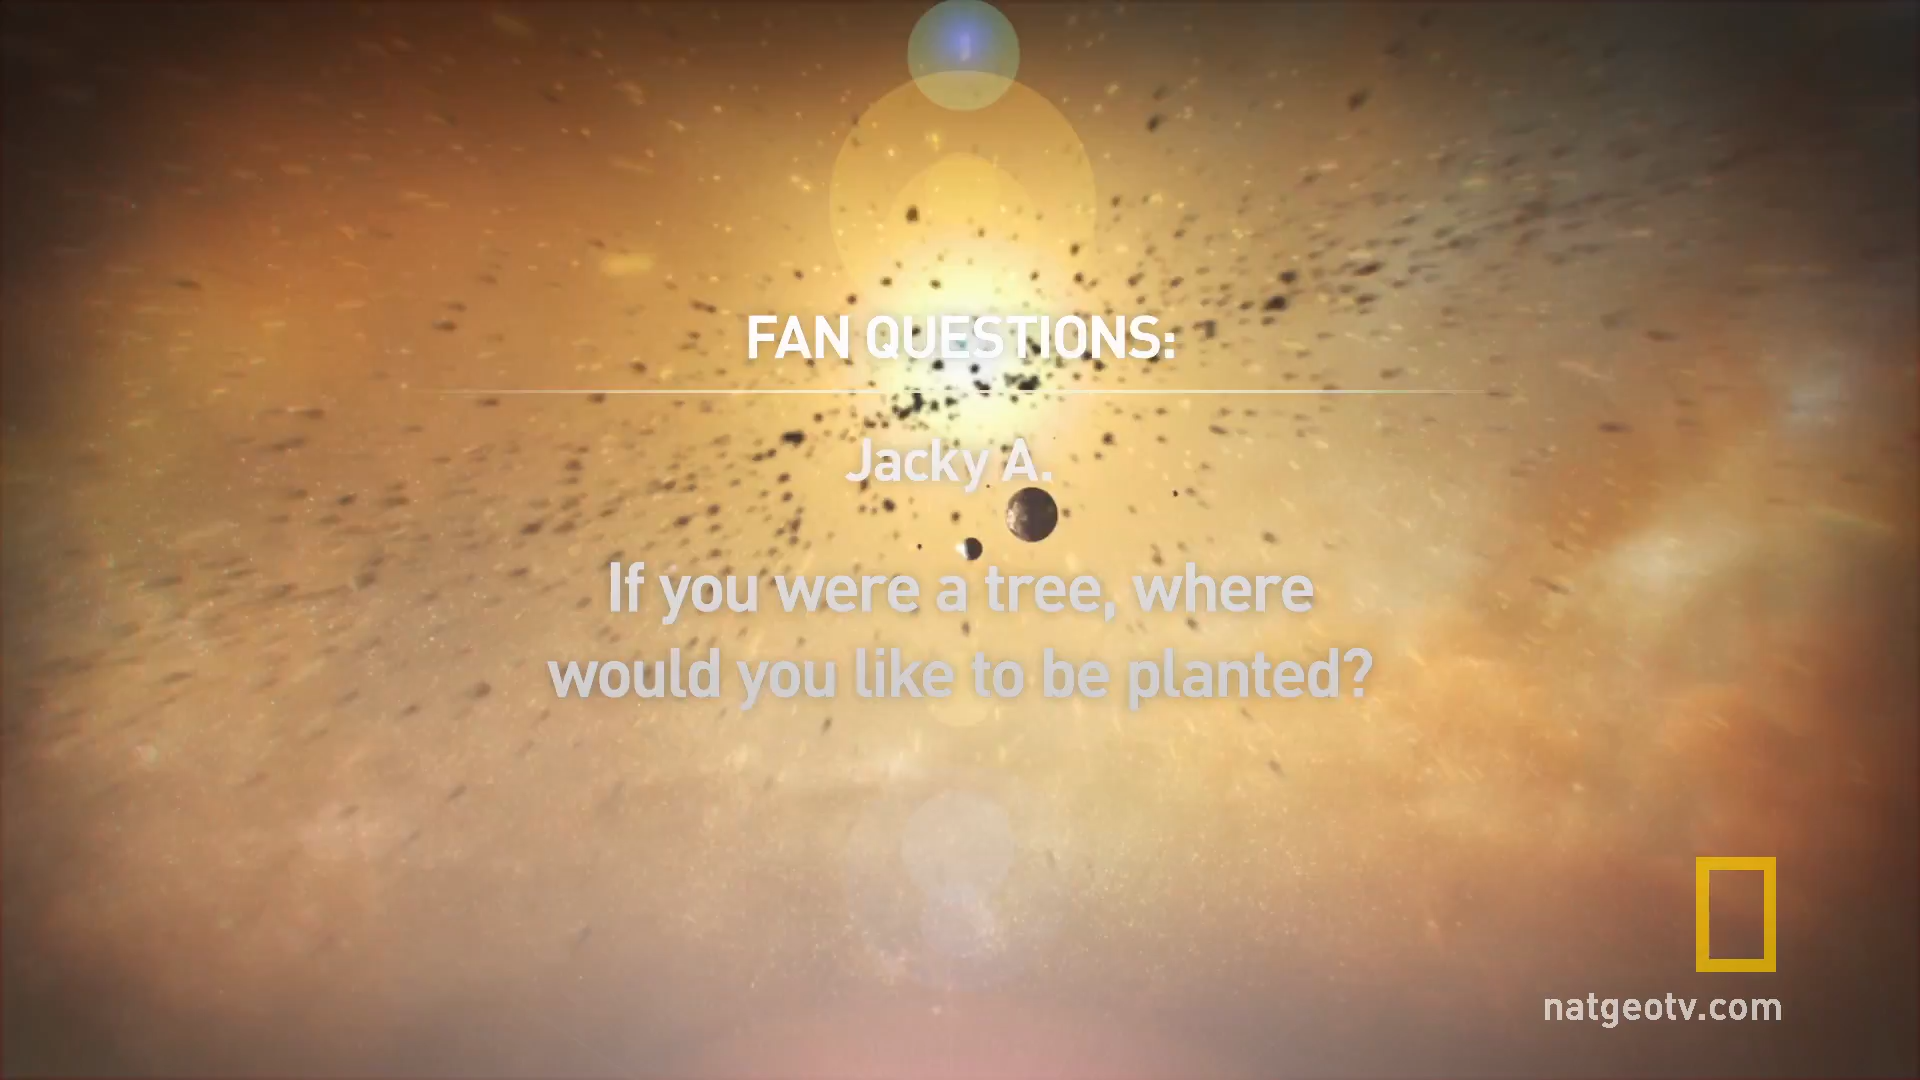 FAN QUESTIONS:
Jacky A.
If you were a tree, where
would you like to be planted?
natgeotv.com